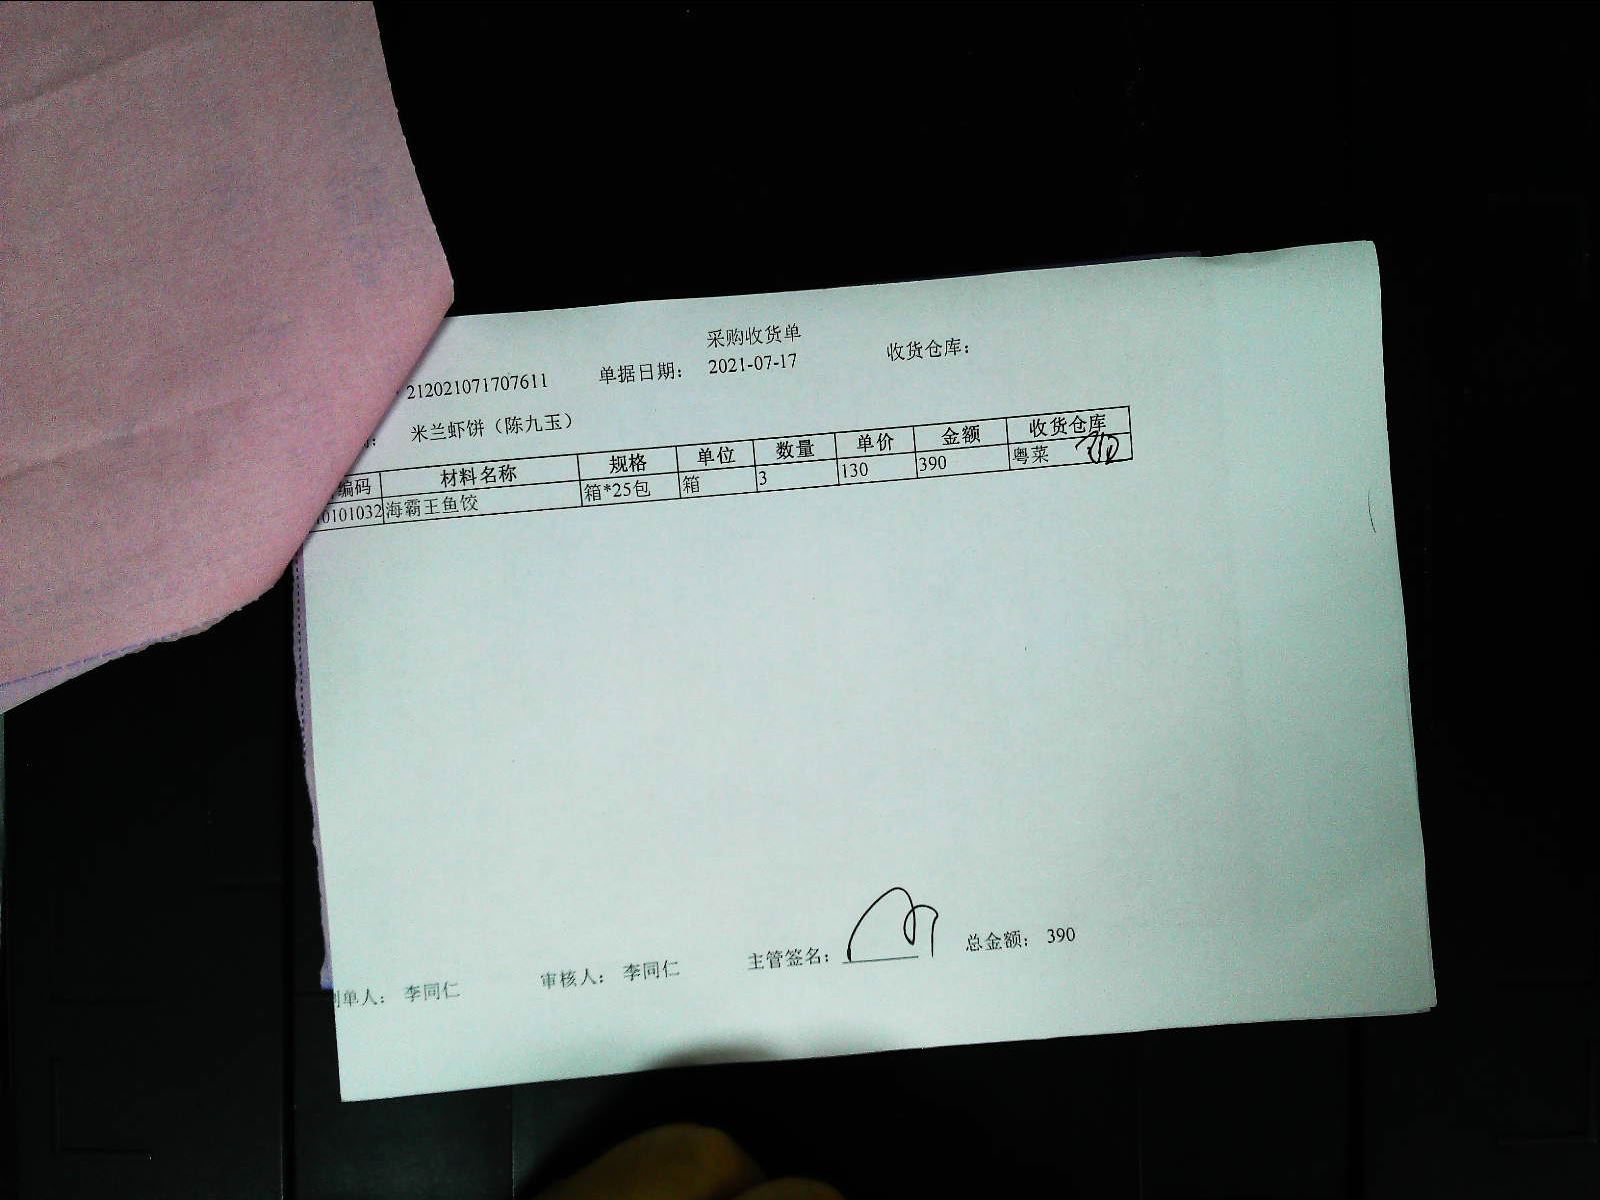 采购收货单
212021071707611 单据日期： 2021-07-17 收货仓库：
米兰虾饼（陈九玉）
编码 材料名称 规格 单位 数量 单价 金额 收货仓库
0101032 海霸王鱼饺 箱*25包 箱 3 130 390 粤菜
制单人： 李同仁 审核人： 李同仁 主管签名： 总金额： 390